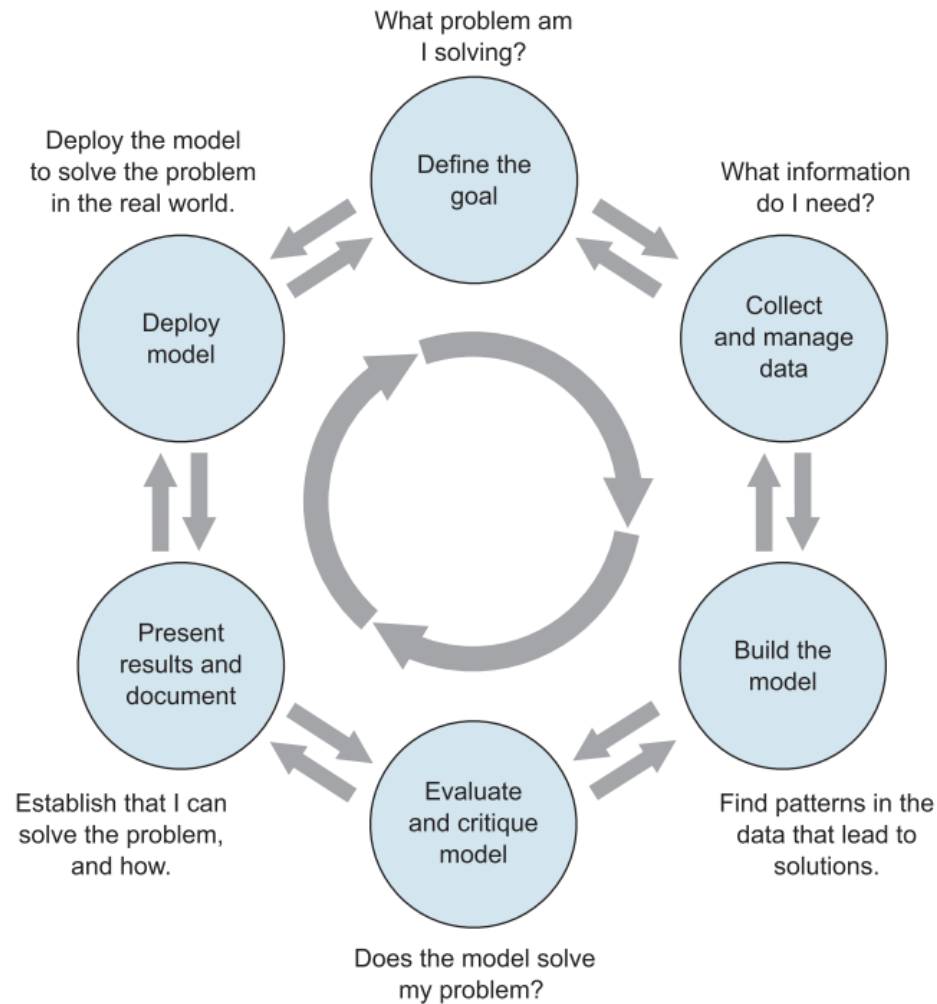 What problem am
I solving?
Define the
goal
What information
do I need?
Collect
and manage
data
Build the
model
Find patterns in the
data that lead to
solutions.
Evaluate
and critique
model
Does the model solve
my problem?
Present
results and
document
Establish that I can
solve the problem,
and how.
Deploy the model
to solve the problem
in the real world.
Deploy
model